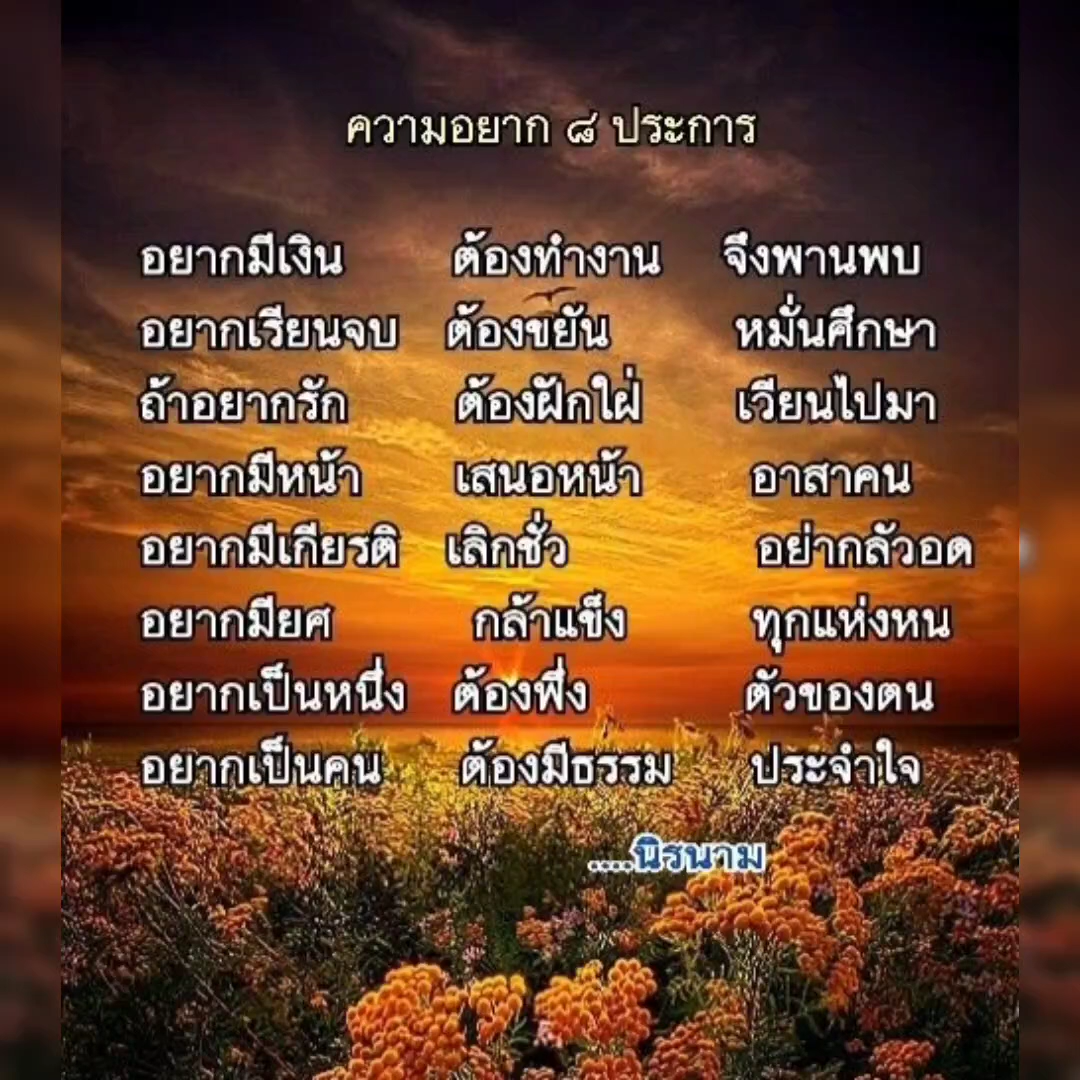 ความอยาก ๘ ประการ
อยากมีเงิน ต้องทำงาน จึงพานพบ
อยากเรียนจบ ต้องขยัน หมั่นศึกษา
ถ้าอยากรัก ต้องฝักใฝ่ เวียนไปมา
อยากมีหน้า เสนอหน้า อาสาคน
อยากมีเกียรติ เลิกชั่ว อย่ากลัวอด
อยากมียศ กล้าแข็ง ทุกแห่งหน
อยากเป็นหนึ่ง ต้องพึ่ง ตัวของตน
อยากเป็นคน ต้องมีธรรม ประจำใจ
....นิรนาม